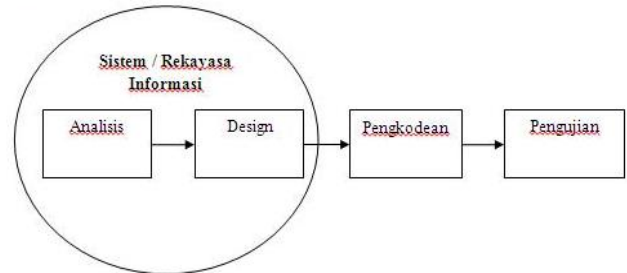 Sistem / Rekayasa
Informasi
Analisis
Design
Pengkodean
Pengujian